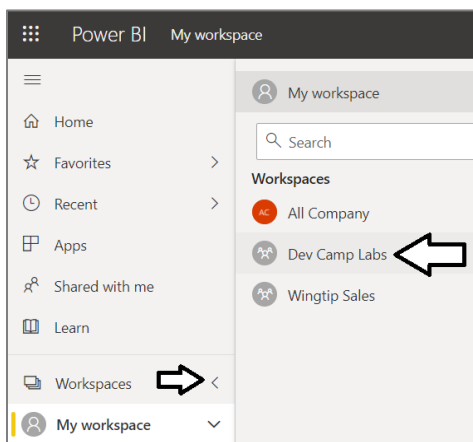 Power BI My workspace
Home
Favorites
Recent
Apps
Shared with me
Learn
Workspaces
My workspace
My workspace
Search
Workspaces
AC All Company
Dev Camp Labs
Wingtip Sales